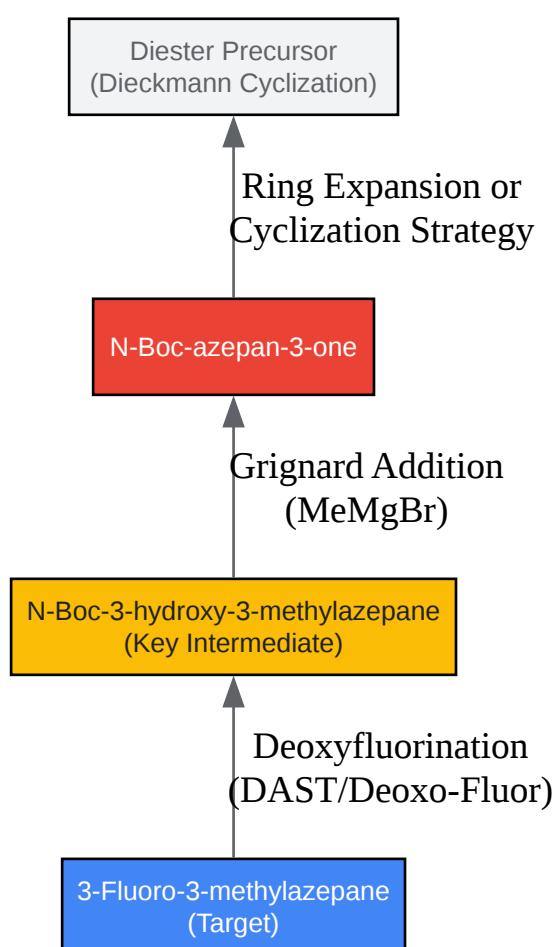 Diester Precursor
(Dieckmann Cyclization)
Ring Expansion or
Cyclization Strategy
N-Boc-azepan-3-one
Grignard Addition
(MeMgBr)
N-Boc-3-hydroxy-3-methylazepane
(Key Intermediate)
Deoxyfluorination
(DAST/Deoxo-Fluor)
3-Fluoro-3-methylazepane
(Target)